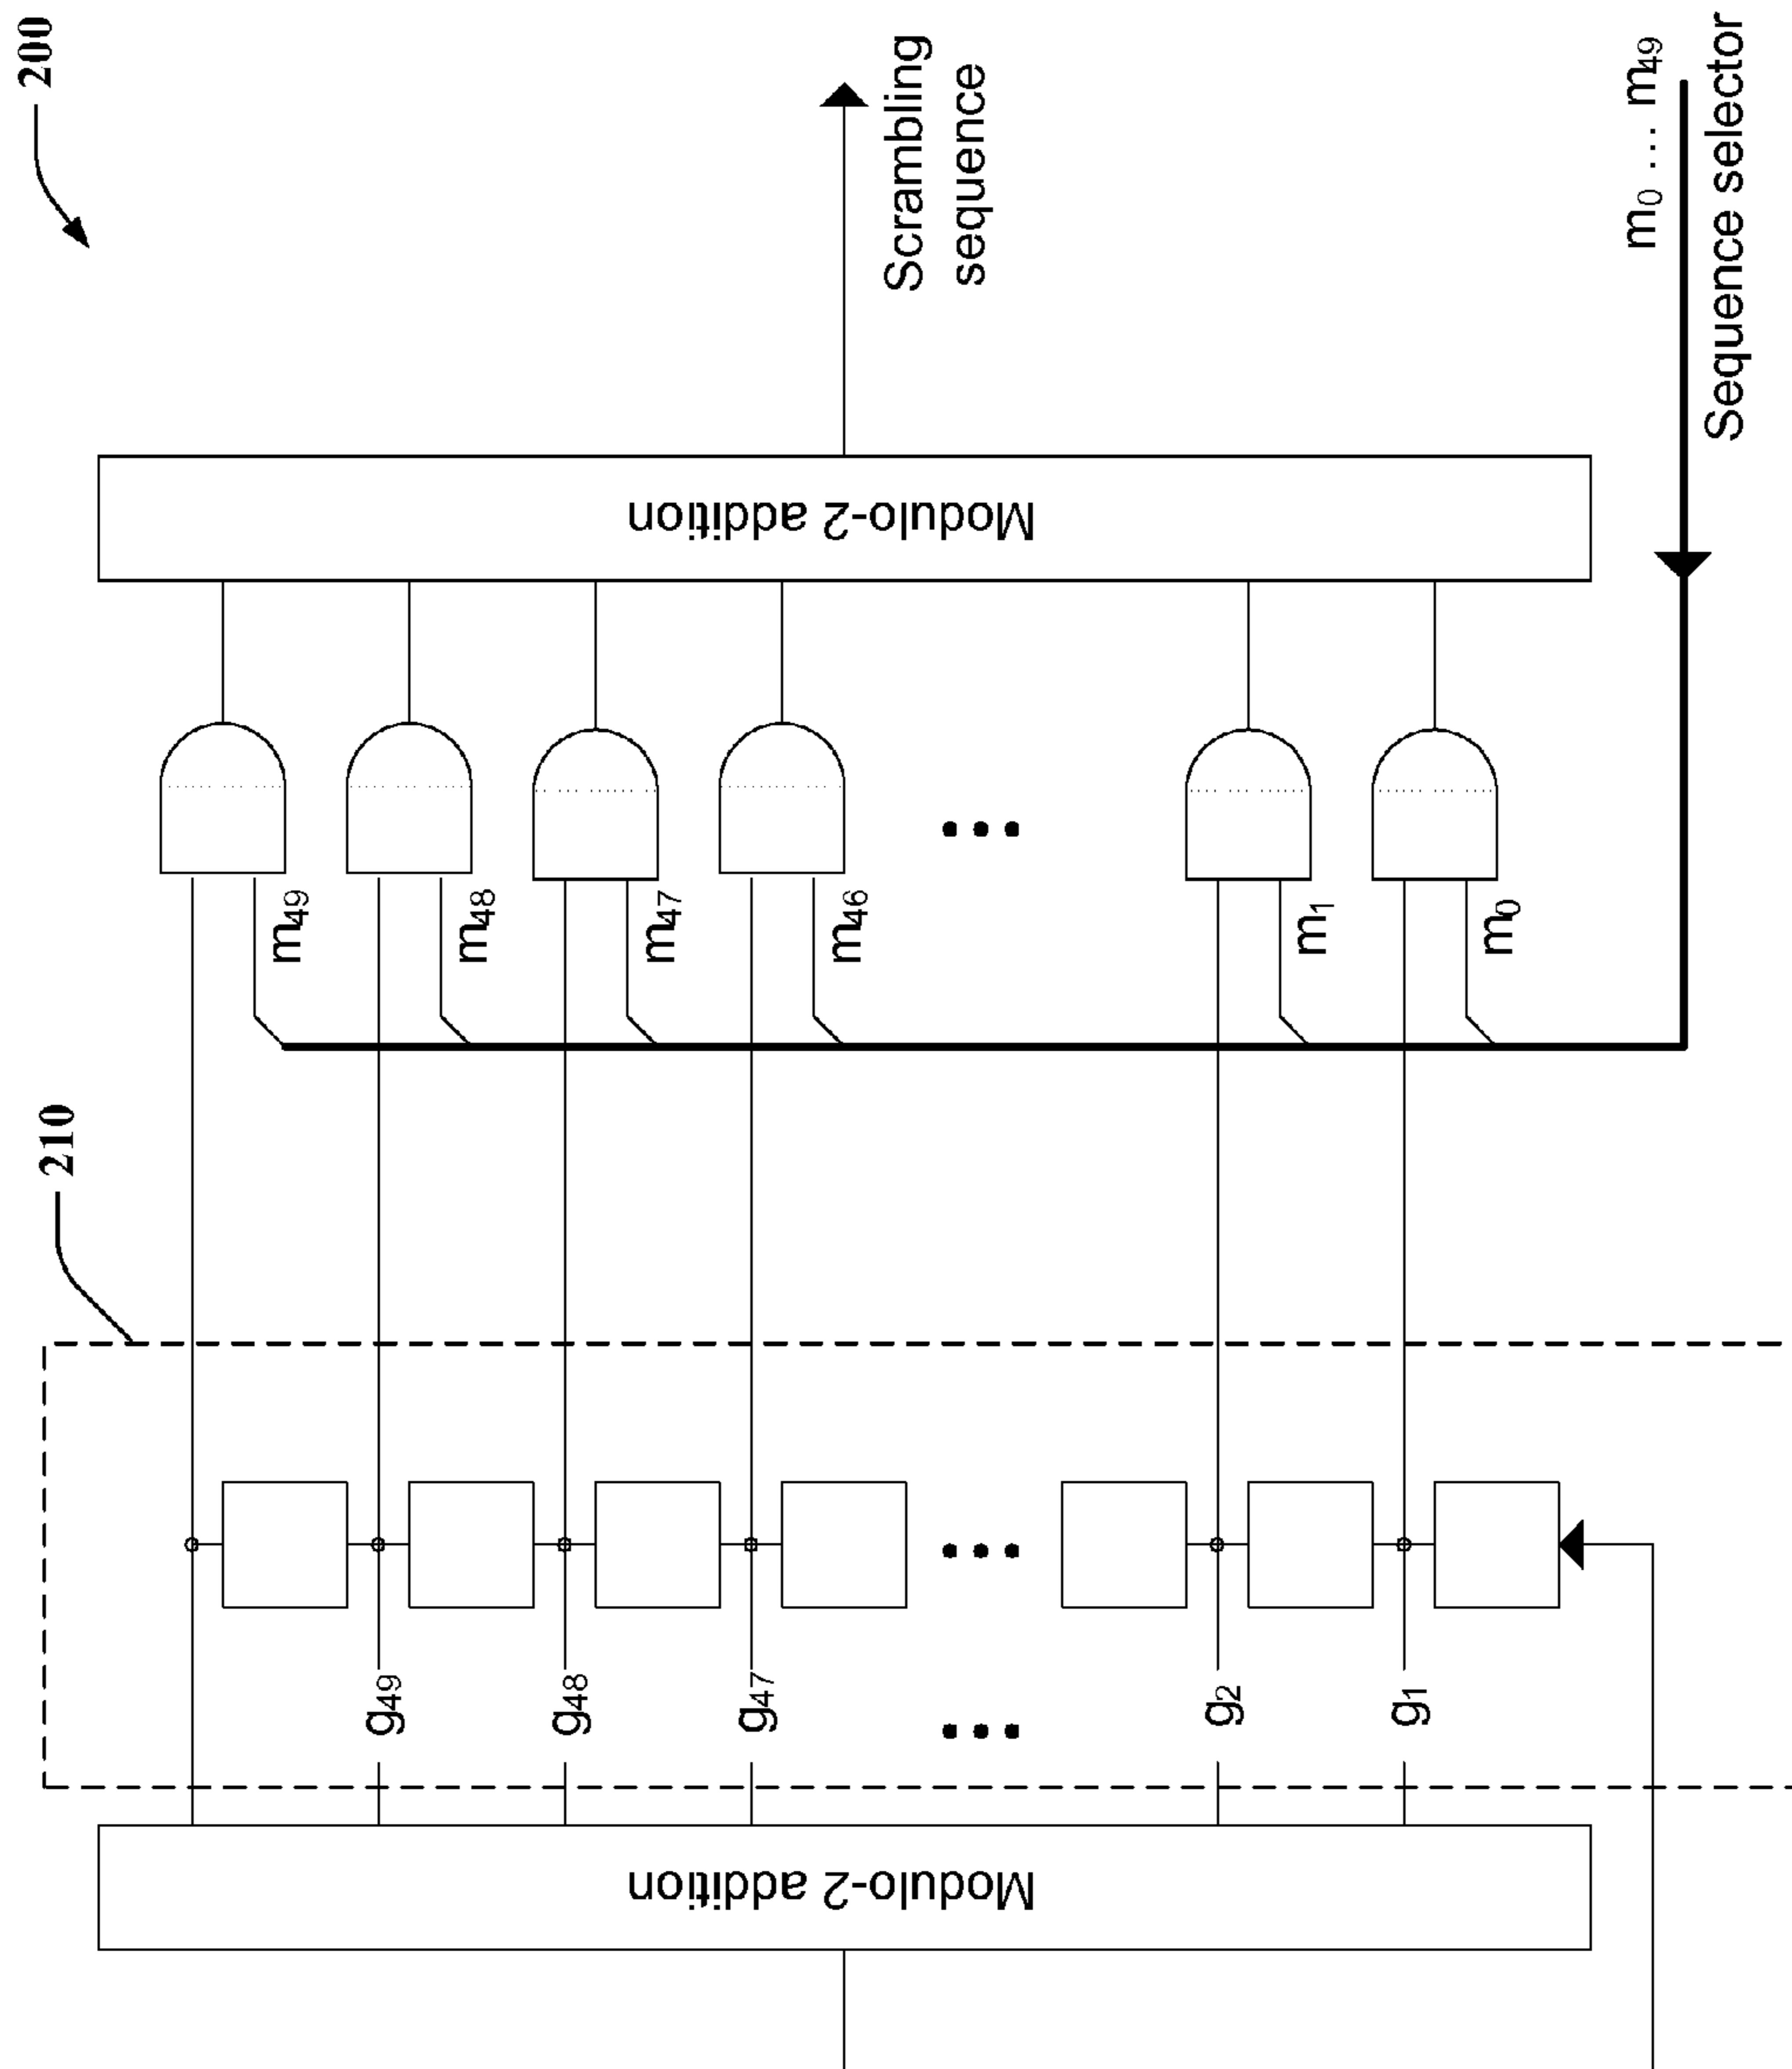 200
Scrambling
sequence
m0 ... m49
Sequence selector
Modulo-2 addition
m49
m48
m47
m46
...
m1
m0
210
...
g49
g48
g47
...
g2
g1
Modulo-2 addition